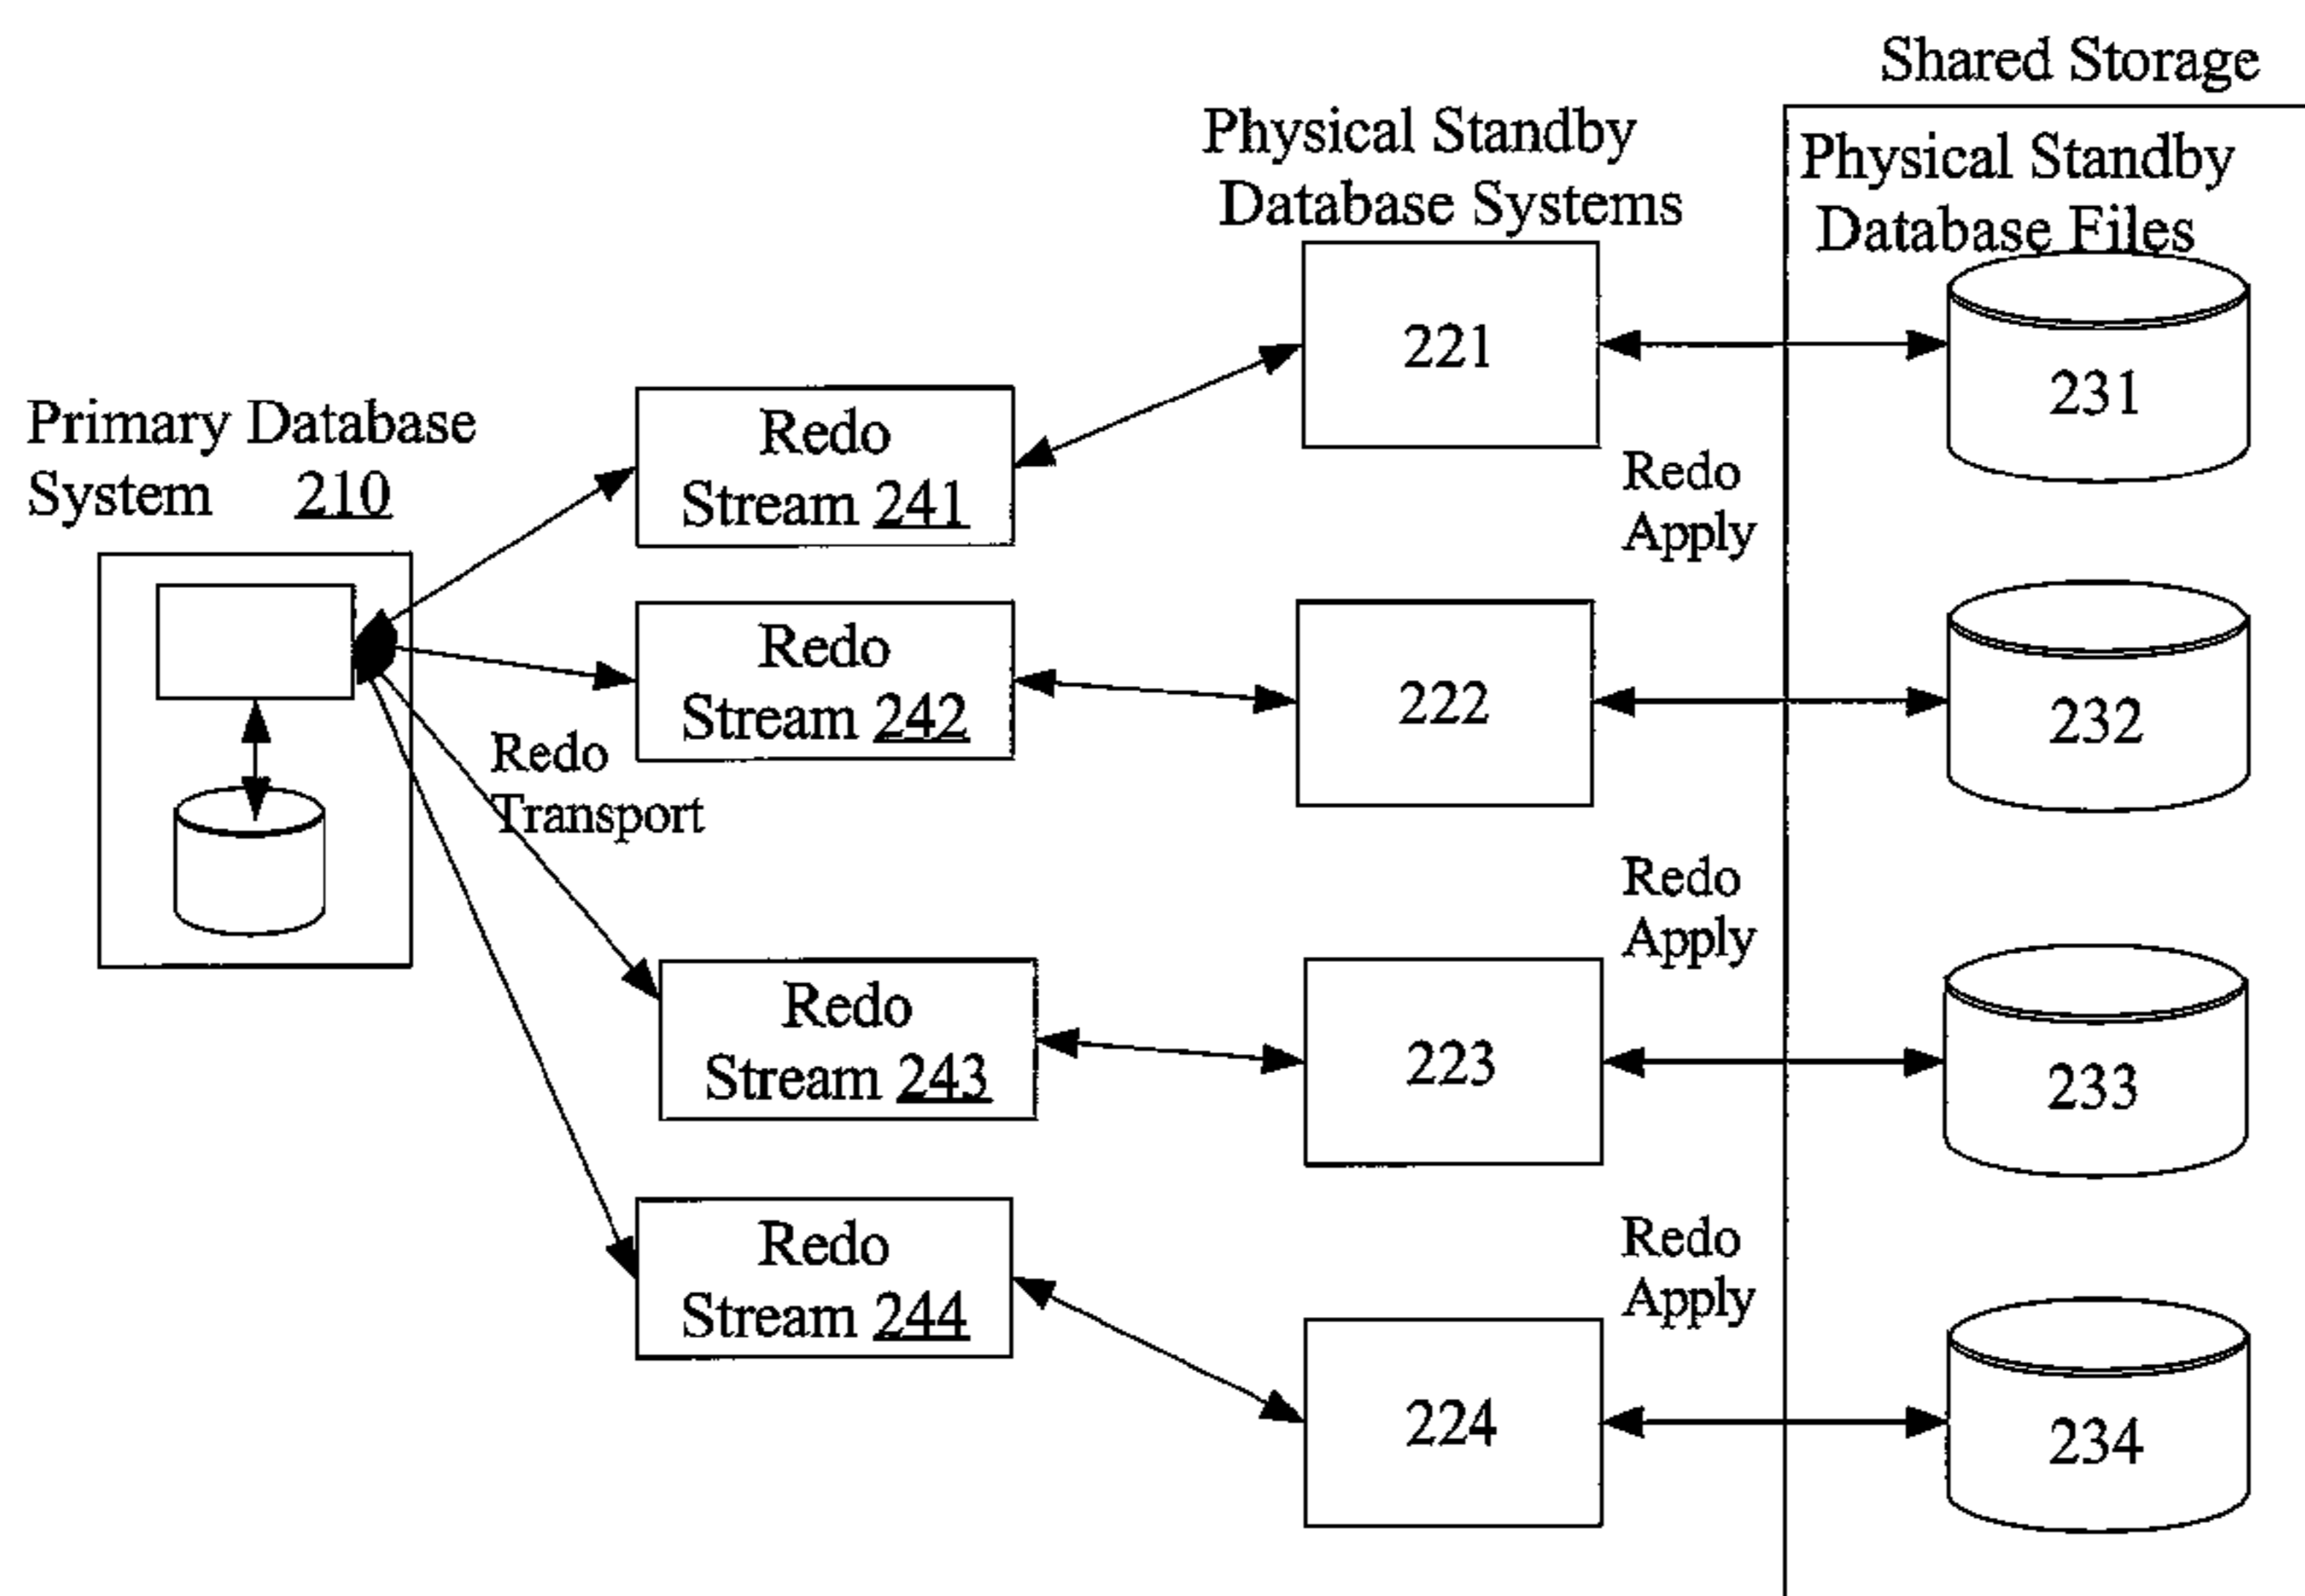 Shared Storage
Physical Standby
Database Systems
Physical Standby
Database Files
221
231
Primary Database
System 210
Redo
Stream 241
Redo
Apply
Redo
Stream 242
222
232
Redo
Transport
Redo
Apply
Redo
Stream 243
223
233
Redo
Stream 244
Redo
Apply
224
234